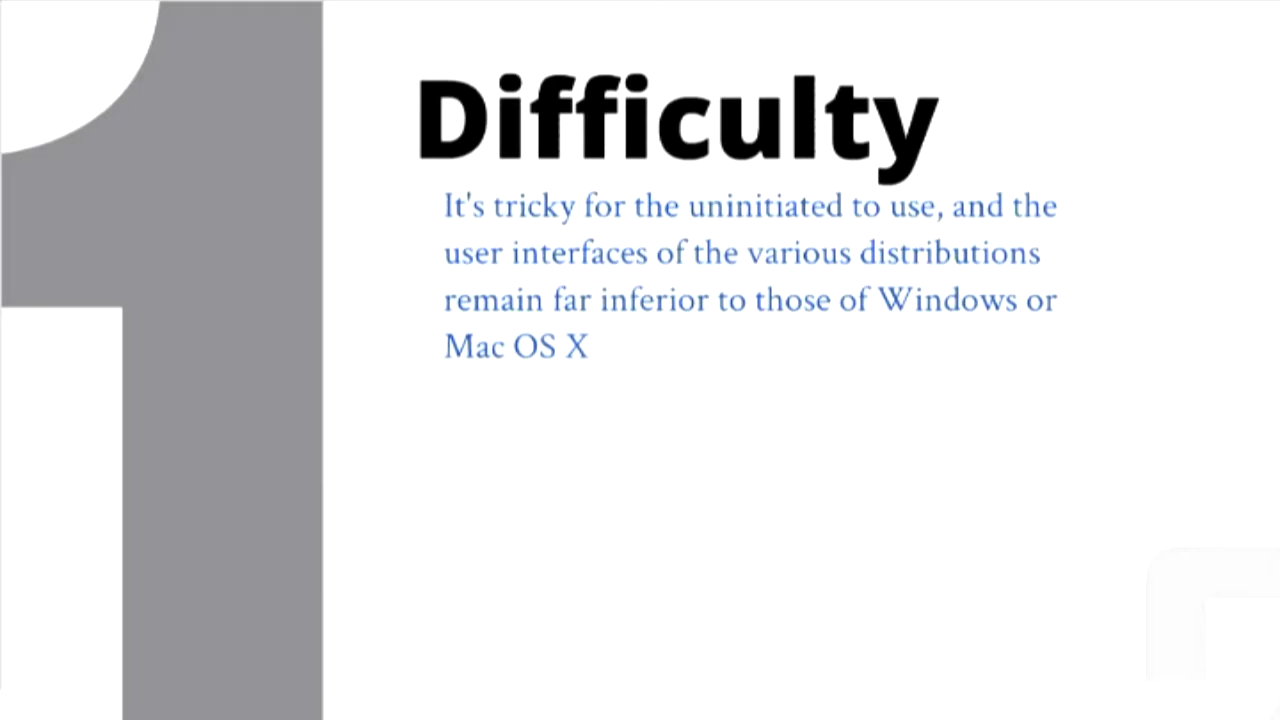 1
Difficulty
It's tricky for the uninitiated to use, and the
user interfaces of the various distributions
remain far inferior to those of Windows or
Mac OS X